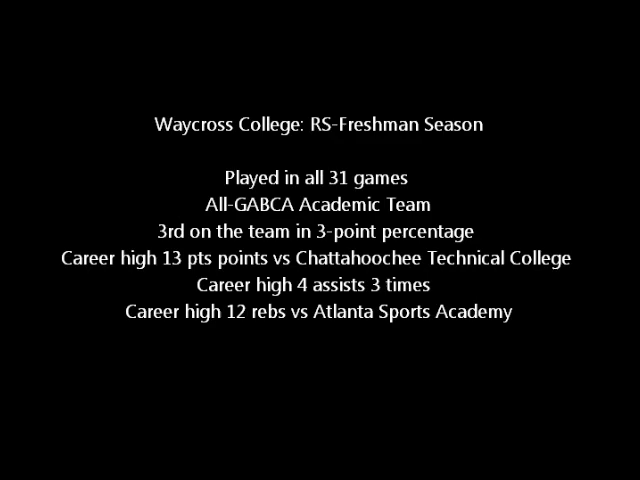 Waycross College: RS-Freshman Season
Played in all 31 games
All-GABCA Academic Team
3rd on the team in 3-point percentage
Career high 13 pts points vs Chattahoochee Technical College
Career high 4 assists 3 times
Career high 12 rebs vs Atlanta Sports Academy